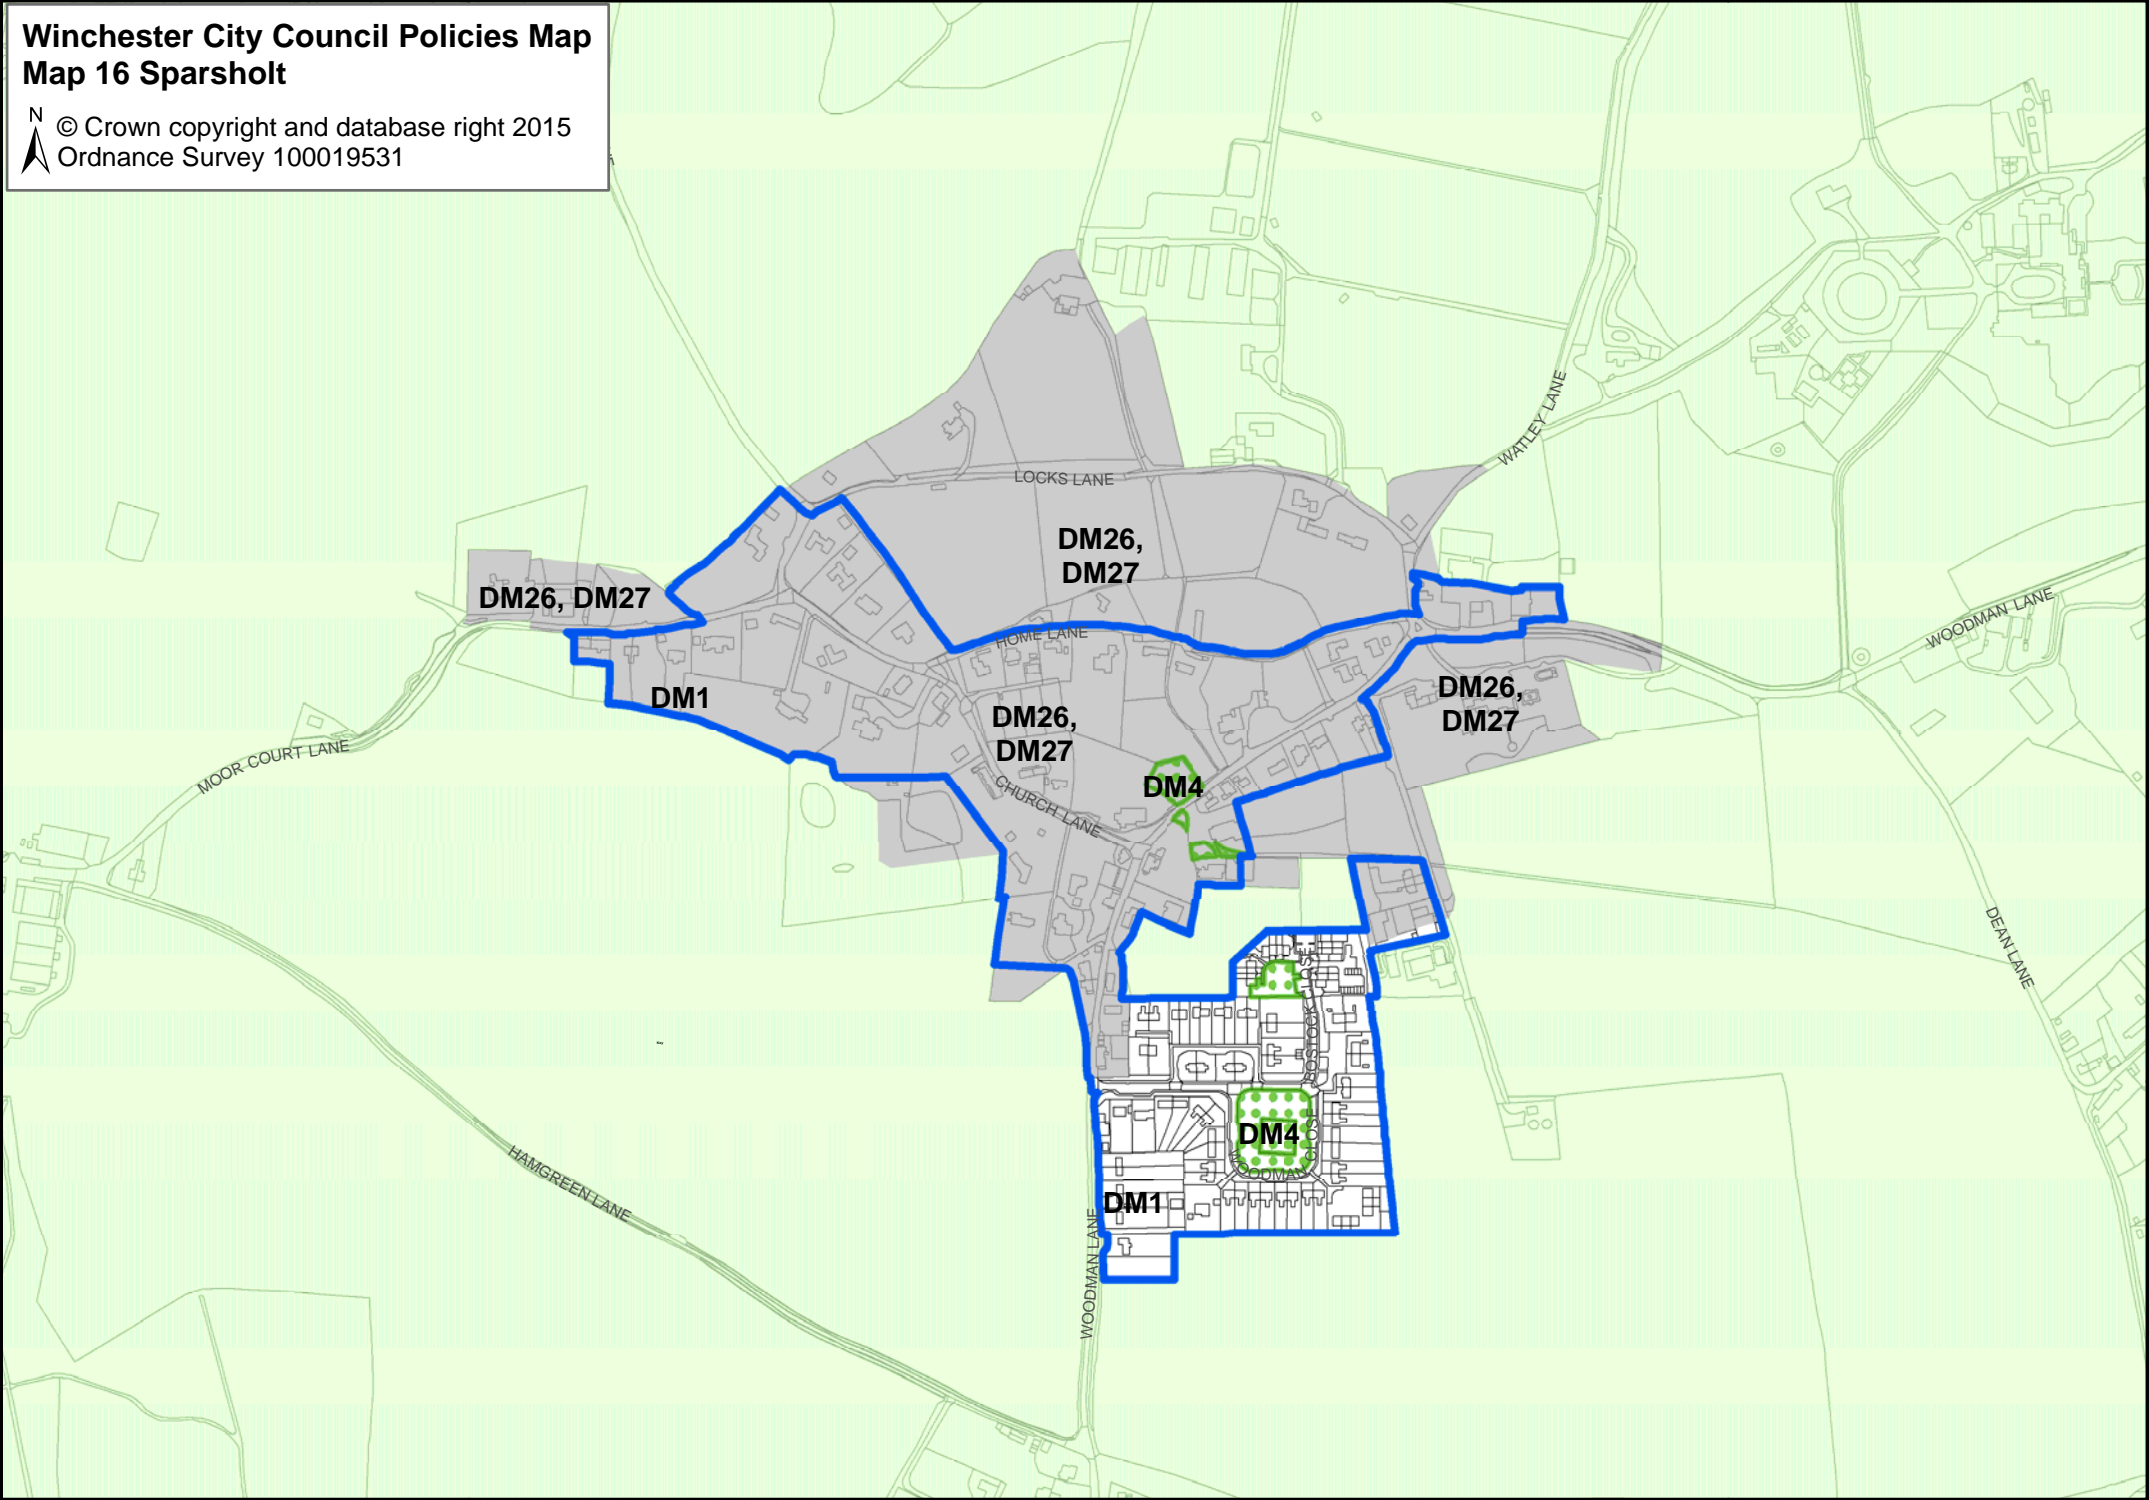 Winchester City Council Policies Map
Map 16 Sparsholt
N
© Crown copyright and database right 2015
Ordnance Survey 100019531
WATLEY LANE
LOCKS LANE
DM26,
DM27
DM26, DM27
WOODMAN LANE
HOME LANE
DM1
DM26,
DM27
DM26,
DM27
MOOR COURT LANE
DM4
CHURCH LANE
DEAN LANE
BOSTOCK CLOSE
DM4
WOODMAN CLOSE
HAMGREEN LANE
DM1
WOODMAN LANE